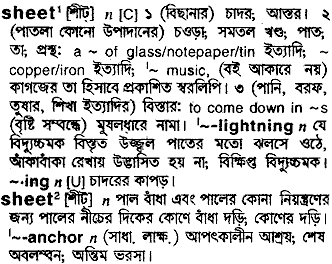 sheet¹ [শীট্] n [C] ১ (বিছানার) চাদর; আস্তর। ২
(পাতলা কোনো উপাদানের) চওড়া, সমতল খণ্ড; পাত,
তা; প্রস্থ: a ~ of glass/notepaper/tin ইত্যাদি; ~
copper/iron ইত্যাদি; ˈ~ music, (বই আকারে নয়)
কাগজের তা হিসাবে প্রকাশিত স্বরলিপি। ৩ (পানি, বরফ,
তুষার, শিখা ইত্যাদির) বিস্তার: to come down in ~s
(বৃষ্টি সম্বন্ধে) মুষলধারে নামা। ˈ~-lightning n যে
বিদ্যুচ্চমক বিস্তৃত উজ্জ্বল পাতের মতো ঝলসে ওঠে,
আঁকাবাঁকা রেখায় উদ্ভাসিত হয় না; বিক্ষিপ্ত বিদ্যুচ্চমক।
~·ing n [U] চাদরের কাপড়।
sheet² [শীট্] n পাল বাঁধা এবং পালের কোনা নিয়ন্ত্রণের
জন্য পালের নীচের দিকের কোণে বাঁধা দড়ি; কোণের দড়ি।
ˈ~-anchor n (সাধা. লাক্ষ.) আপৎকালীন আশ্রয়; শেষ
অবলম্বন; অন্তিম ভরসা।